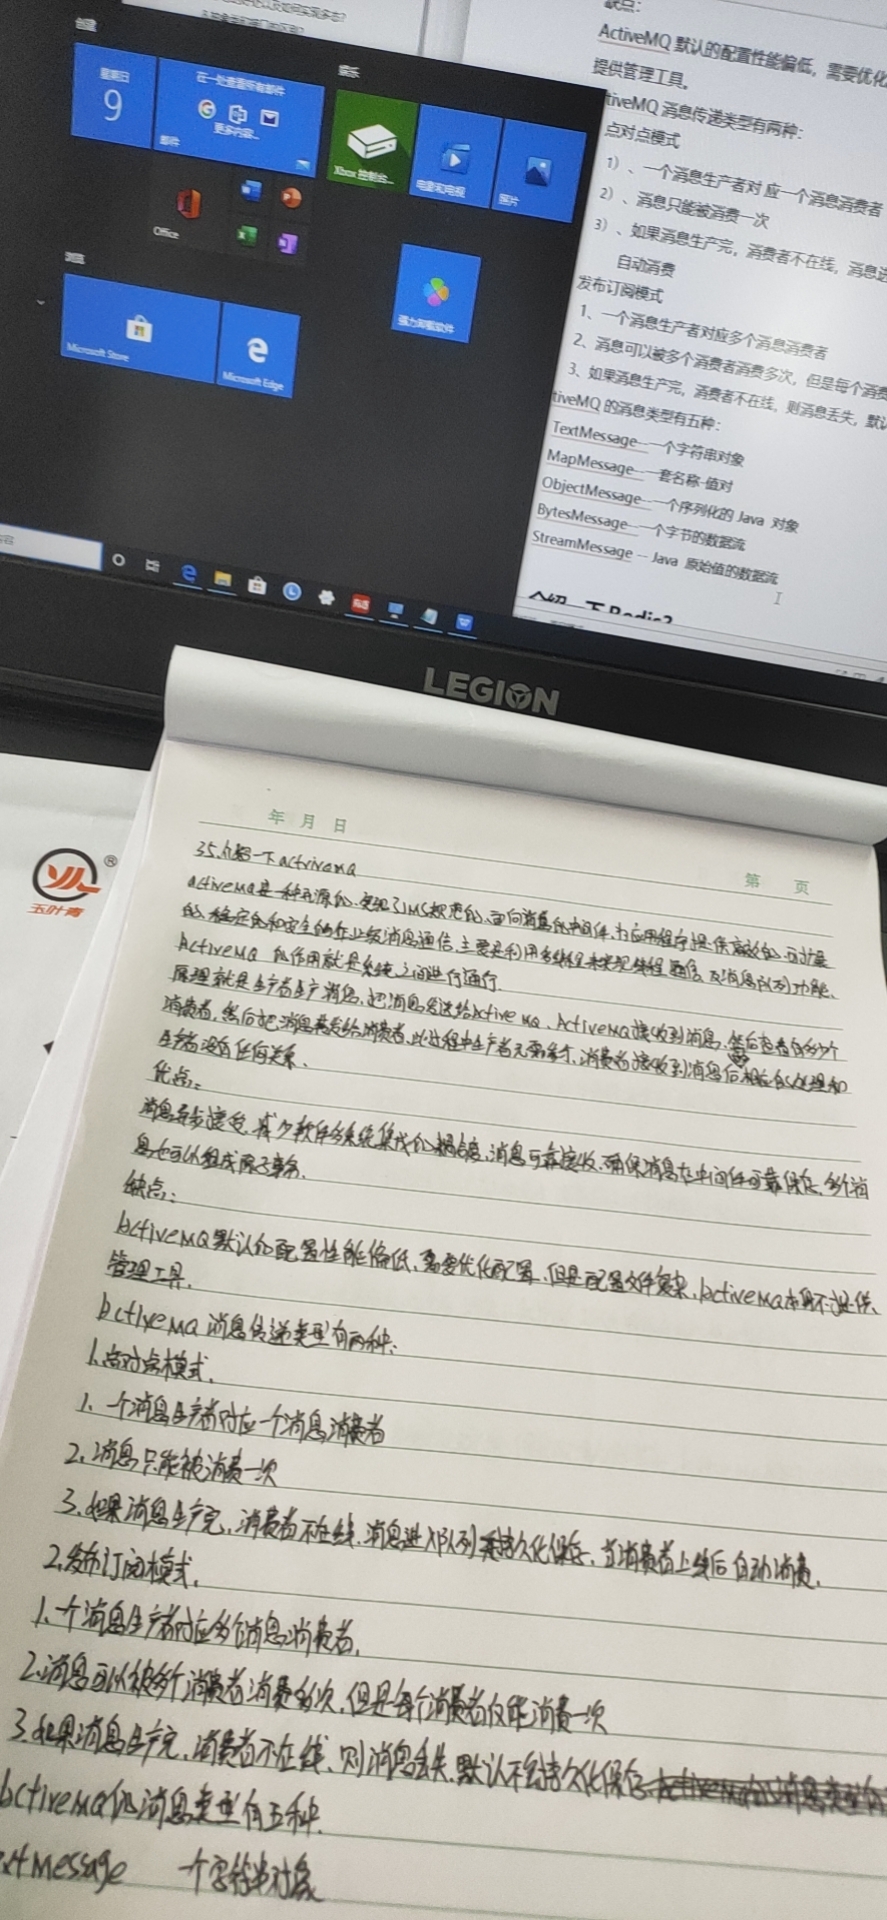 创建
娱乐
星期日
9
在一处查看所有邮件
更多内容...
邮件
Xbox 控制台...
电影和电视
照片
Office
浏览
强力卸载软件
Microsoft Store
Microsoft Edge
缺点：
ActiveMQ 默认的配置性能偏低，需要优化
提供管理工具。
tiveMQ 消息传递类型有两种：
点对点模式
1）、一个消息生产者对 应一个消息消费者
2）、消息只能被消费一次
3）、如果消息生产完，消费者不在线，消息进
自动消费
发布订阅模式
1、一个消息生产者对应多个消息消费者
2、消息可以被多个消费者消费多次，但是每个消费
3、如果消息生产完，消费者不在线，则消息丢失，默认
tiveMQ 的消息类型有五种：
TextMessage--一个字符串对象
MapMessage--一套名称-值对
ObjectMessage--一个序列化的 Java 对象
BytesMessage--一个字节的数据流
StreamMessage -- Java 原始值的数据流
介绍一下 Redis?
LEGION
年 月 日
第 页
玉叶青
®
35.介绍一下actrivemq
activeMQ是一种开源的，实现了JMS规范的，面向消息的中间件，为应用程序提供高效的，可扩展
的，稳定的和安全的企业级消息通信，主要是利用多线程来实现线程通信，及消息队列功能。
ActiveMQ 的作用就是系统之间进行通行
原理就是生产者生产消息，把消息发送给Active MQ，ActiveMQ接收到消息，然后查看有多少个
消费者，然后把消息转发给消费者，此过程中生产者无需参与，消费者接收到消息后相应的处理和
生产者没有任何关系。
优点：
消息异步接受，减少软件多系统集成的耦合度，消息可靠接收，确保消息在中间件可靠保存，多个消
息也可以组成原子事务。
缺点：
ActiveMQ默认的配置性能偏低，需要优化配置，但是配置文件复杂，ActiveMQ本身不提供、
管理工具。
ActiveMQ 消息传递类型有两种：
1.点对点模式。
1、一个消息生产者对应一个消息消费者
2、消息只能被消费一次
3、如果消息生产完，消费者不在线，消息进入队列持久化保存，当消费者上线后自动消费。
2.发布订阅模式。
1、一个消息生产者对应多个消息消费者。
2、消息可以被多个消费者消费多次，但是每个消费者仅能消费一次
3、如果消息生产完，消费者不在线，则消息丢失，默认不会持久化保存
ActiveMQ的消息类型有五种。
extMessage 一个字符串对象